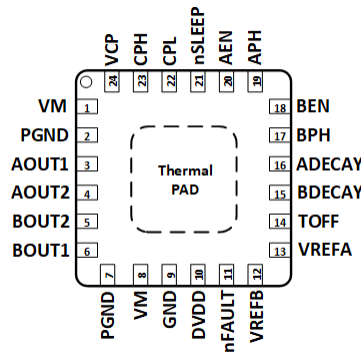 VCP
CPH
CPL
nSLEEP
AEN
APH
24
23
22
21
20
19
VM 1
PGND 2
AOUT1 3
AOUT2 4
BOUT2 5
BOUT1 6
Thermal
PAD
18 BEN
17 BPH
16 ADECAY
15 BDECAY
14 TOFF
13 VREFA
7
8
9
10
11
12
PGND
VM
GND
DVDD
nFAULT
VREFB